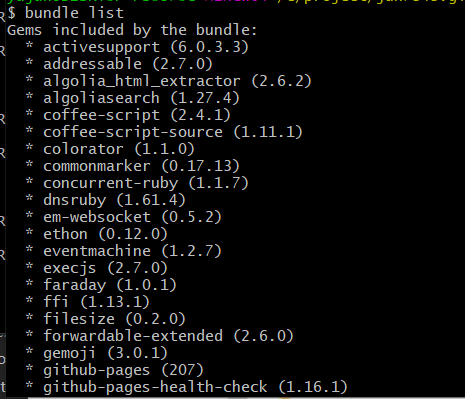 $ bundle list
Gems included by the bundle:
* activesupport (6.0.3.3)
* addressable (2.7.0)
* algolia_html_extractor (2.6.2)
* algoliasearch (1.27.4)
* coffee-script (2.4.1)
* coffee-script-source (1.11.1)
* colorator (1.1.0)
* commonmarker (0.17.13)
* concurrent-ruby (1.1.7)
* dnsruby (1.61.4)
* em-websocket (0.5.2)
* ethon (0.12.0)
* eventmachine (1.2.7)
* execjs (2.7.0)
* faraday (1.0.1)
* ffi (1.13.1)
* filesize (0.2.0)
* forwardable-extended (2.6.0)
* gemoji (3.0.1)
* github-pages (207)
* github-pages-health-check (1.16.1)